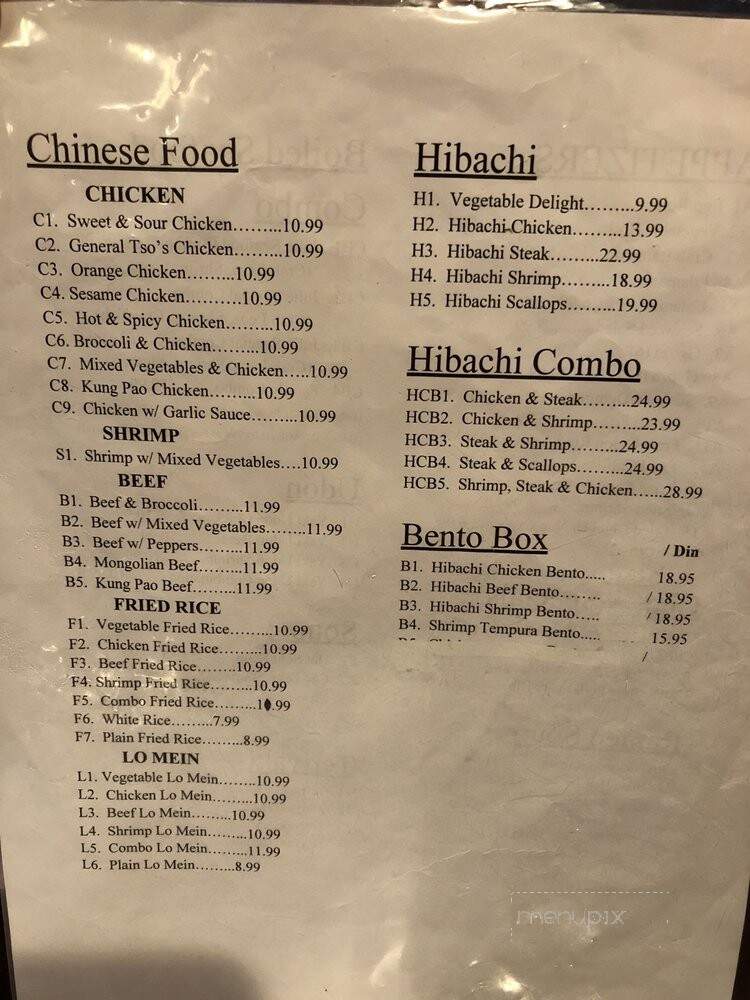 Chinese Food
CHICKEN
C1. Sweet & Sour Chicken.........10.99
C2. General Tso's Chicken.........10.99
C3. Orange Chicken.........10.99
C4. Sesame Chicken..........10.99
C5. Hot & Spicy Chicken.........10.99
C6. Broccoli & Chicken.........10.99
C7. Mixed Vegetables & Chicken.....10.99
C8. Kung Pao Chicken.........10.99
C9. Chicken w/ Garlic Sauce.........10.99
SHRIMP
S1. Shrimp w/ Mixed Vegetables....10.99
BEEF
B1. Beef & Broccoli.........11.99
B2. Beef w/ Mixed Vegetables........11.99
B3. Beef w/ Peppers.........11.99
B4. Mongolian Beef.........11.99
B5. Kung Pao Beef.........11.99
FRIED RICE
F1. Vegetable Fried Rice.........10.99
F2. Chicken Fried Rice.........10.99
F3. Beef Fried Rice.........10.99
F4. Shrimp Fried Rice.........10.99
F5. Combo Fried Rice.........10.99
F6. White Rice.........7.99
F7. Plain Fried Rice.........8.99
LO MEIN
L1. Vegetable Lo Mein........10.99
L2. Chicken Lo Mein.........10.99
L3. Beef Lo Mein.........10.99
L4. Shrimp Lo Mein.........10.99
L5. Combo Lo Mein.........11.99
L6. Plain Lo Mein.........8.99
Hibachi
H1. Vegetable Delight.........9.99
H2. Hibachi Chicken.........13.99
H3. Hibachi Steak.........22.99
H4. Hibachi Shrimp.........18.99
H5. Hibachi Scallops.........19.99
Hibachi Combo
HCB1. Chicken & Steak.........24.99
HCB2. Chicken & Shrimp.........23.99
HCB3. Steak & Shrimp.........24.99
HCB4. Steak & Scallops.........24.99
HCB5. Shrimp, Steak & Chicken......28.99
Bento Box / Din
B1. Hibachi Chicken Bento..... 18.95
B2. Hibachi Beef Bento........ / 18.95
B3. Hibachi Shrimp Bento..... / 18.95
B4. Shrimp Tempura Bento..... 15.95
/
menupix